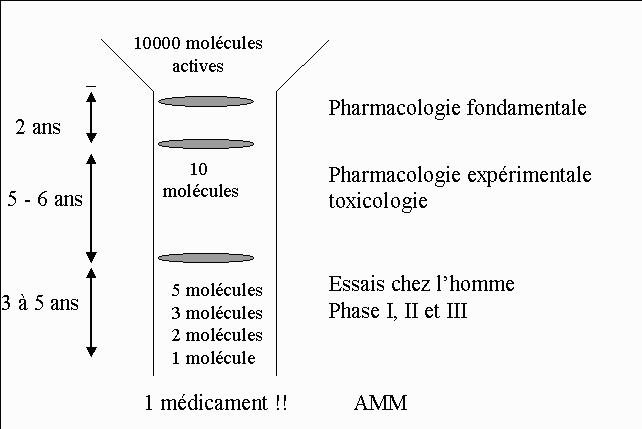 10000 molécules
actives
2 ans
Pharmacologie fondamentale
5 - 6 ans
10
molécules
Pharmacologie expérimentale
toxicologie
3 à 5 ans
5 molécules
3 molécules
2 molécules
1 molécule
Essais chez l'homme
Phase I, II et III
1 médicament !!
AMM